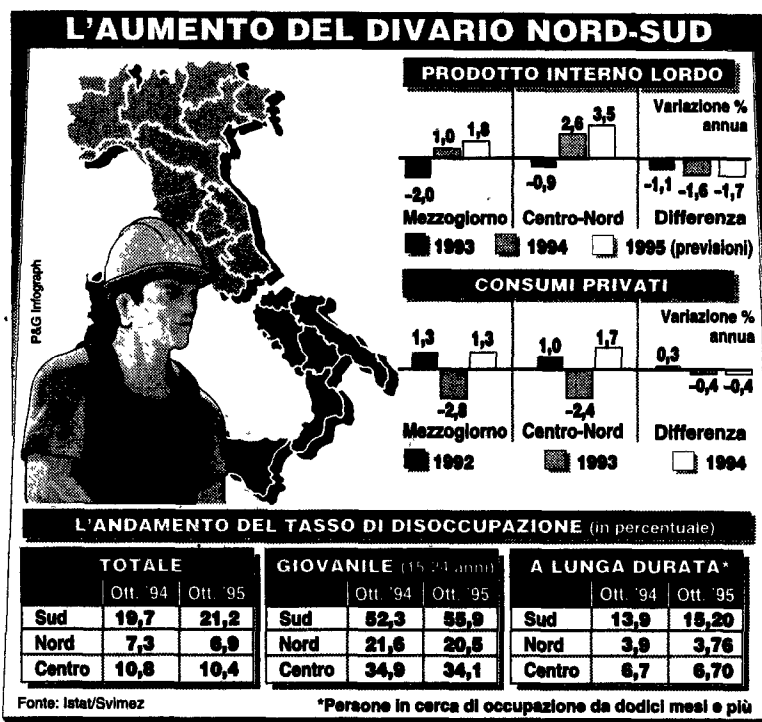 L'AUMENTO DEL DIVARIO NORD-SUD
PRODOTTO INTERNO LORDO
Variazione %
annua
1,0 1,8 2,6 3,5
-2,0 -0,9 -1,1 -1,6 -1,7
Mezzogiorno Centro-Nord Differenza
1993 1994 1995 (previsioni)
CONSUMI PRIVATI
Variazione %
annua
1,3 1,3 1,0 1,7 0,3
-2,8 -2,4 -0,4 -0,4
Mezzogiorno Centro-Nord Differenza
1992 1993 1994
P&G Infograph
L'ANDAMENTO DEL TASSO DI DISOCCUPAZIONE (in percentuale)
TOTALE
Ott. '94 Ott. '95
Sud 19,7 21,2
Nord 7,3 6,9
Centro 10,8 10,4
GIOVANILE (15-24 anni)
Ott. '94 Ott. '95
Sud 52,3 55,9
Nord 21,6 20,5
Centro 34,9 34,1
A LUNGA DURATA*
Ott. '94 Ott. '95
Sud 13,9 15,20
Nord 3,9 3,76
Centro 6,7 6,70
Fonte: Istat/Svimez
*Persone in cerca di occupazione da dodici mesi e più